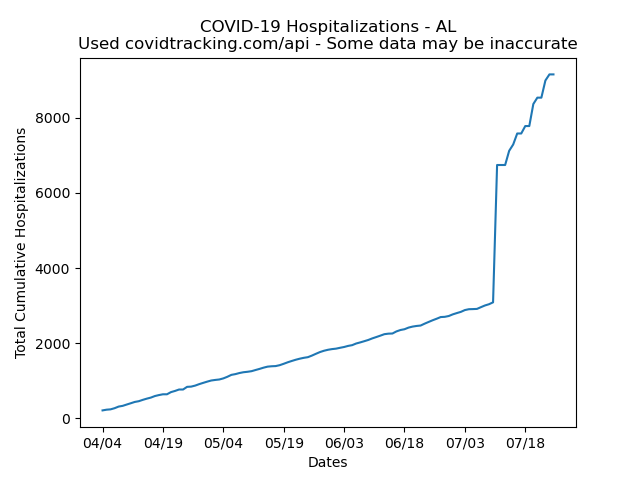 COVID-19 Hospitalizations - AL
Used covidtracking.com/api - Some data may be inaccurate
Total Cumulative Hospitalizations
8000
6000
4000
2000
0
04/04 04/19 05/04 05/19 06/03 06/18 07/03 07/18
Dates